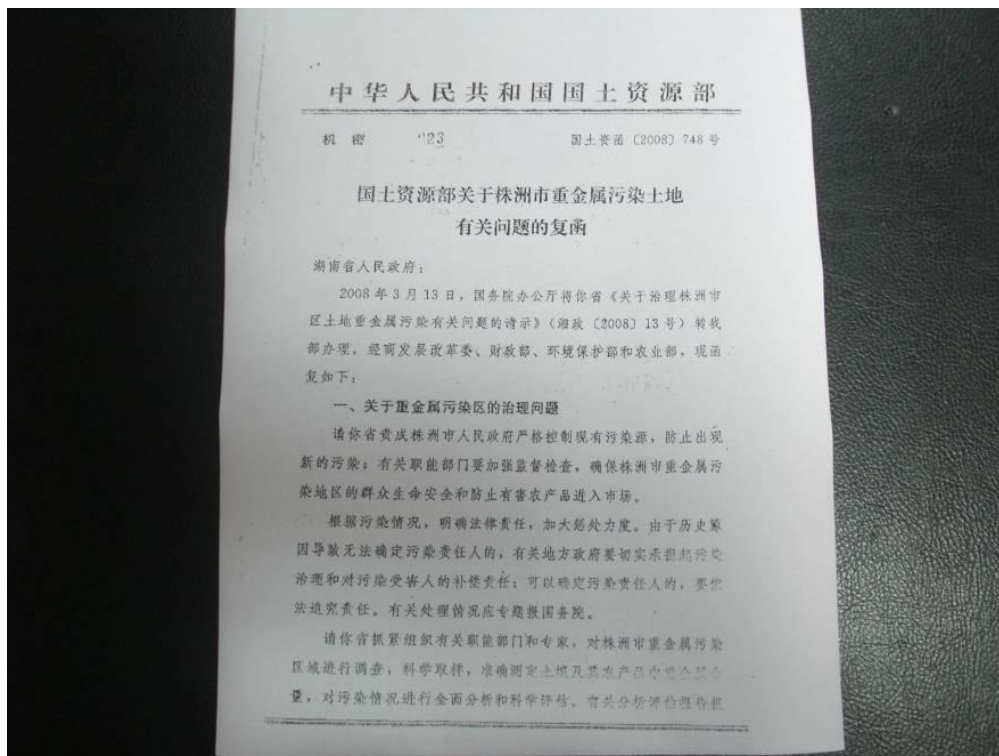 中华人民共和国国土资源部
机 密 023 国土资函〔2008〕748号
国土资源部关于株洲市重金属污染土地
有关问题的复函
湖南省人民政府：
2008年3月13日，国务院办公厅将你省《关于治理株洲市
区土地重金属污染有关问题的请示》（湘政〔2008〕13号）转我
部办理。经商发展改革委、财政部、环境保护部和农业部，现函
复如下：
一、关于重金属污染区的治理问题
请你省责成株洲市人民政府严格控制现有污染源，防止出现
新的污染；有关职能部门要加强监督检查，确保株洲市重金属污
染地区的群众生命安全和防止有害农产品进入市场。
根据污染情况，明确法律责任，加大惩处力度。由于历史原
因导致无法确定污染责任人的，有关地方政府要切实承担起污染
治理和对污染受害人的补偿责任；可以确定污染责任人的，要依
法追究责任。有关处理情况应专题报国务院。
请你省抓紧组织有关职能部门和专家，对株洲市重金属污染
区域进行调查，科学取样，准确测定土壤及其农产品中重金属含
量，对污染情况进行全面分析和科学评估。有关分析评估报告报